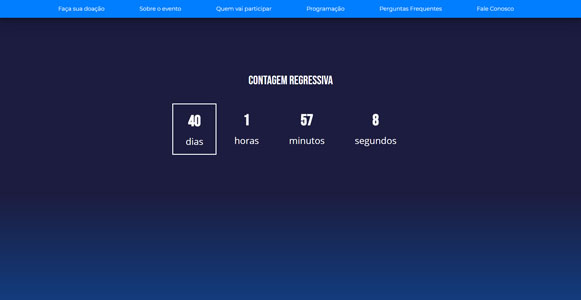 Faça sua doação Sobre o evento Quem vai participar Programação Perguntas Frequentes Fale Conosco
CONTAGEM REGRESSIVA
40 1 57 8
dias horas minutos segundos